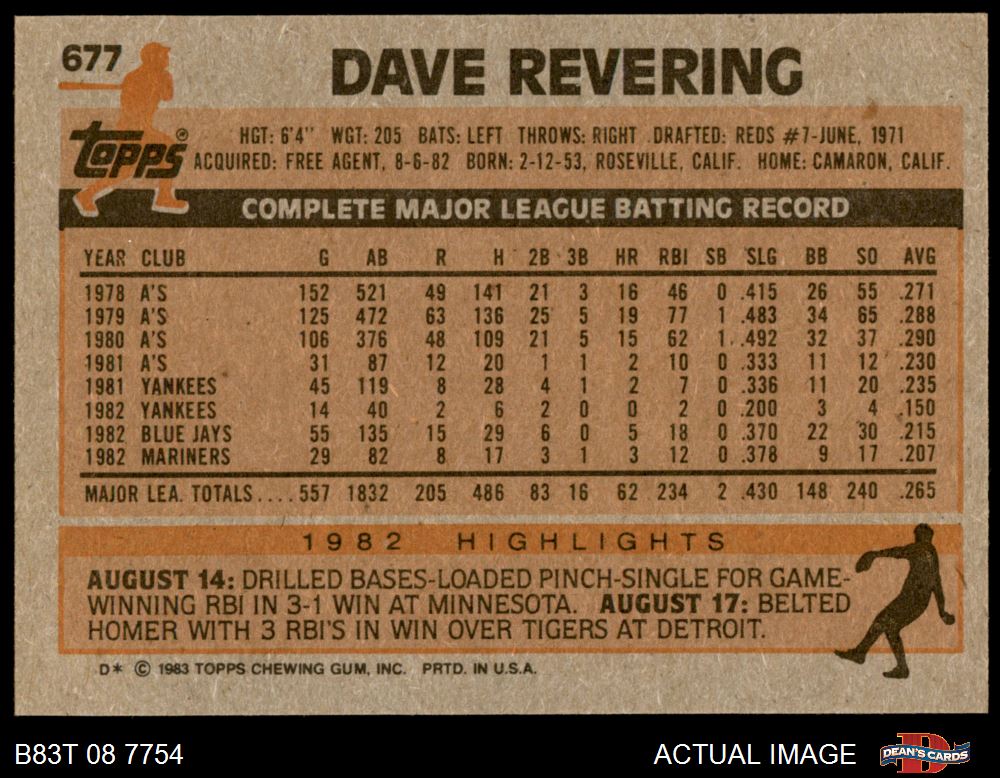 677
DAVE REVERING
Topps®
HGT: 6'4" WGT: 205 BATS: LEFT THROWS: RIGHT DRAFTED: REDS #7-JUNE, 1971
ACQUIRED: FREE AGENT, 8-6-82 BORN: 2-12-53, ROSEVILLE, CALIF. HOME: CAMARON, CALIF.
COMPLETE MAJOR LEAGUE BATTING RECORD
YEAR CLUB G AB R H 2B 3B HR RBI SB SLG BB SO AVG
1978 A'S 152 521 49 141 21 3 16 46 0 .415 26 55 .271
1979 A'S 125 472 63 136 25 5 19 77 1 .483 34 65 .288
1980 A'S 106 376 48 109 21 5 15 62 1 .492 32 37 .290
1981 A'S 31 87 12 20 1 1 2 10 0 .333 11 12 .230
1981 YANKEES 45 119 8 28 4 1 2 7 0 .336 11 20 .235
1982 YANKEES 14 40 2 6 2 0 0 2 0 .200 3 4 .150
1982 BLUE JAYS 55 135 15 29 6 0 5 18 0 .370 22 30 .215
1982 MARINERS 29 82 8 17 3 1 3 12 0 .378 9 17 .207
MAJOR LEA. TOTALS.... 557 1832 205 486 83 16 62 234 2 .430 148 240 .265
1982 HIGHLIGHTS
AUGUST 14: DRILLED BASES-LOADED PINCH-SINGLE FOR GAME-
WINNING RBI IN 3-1 WIN AT MINNESOTA. AUGUST 17: BELTED
HOMER WITH 3 RBI'S IN WIN OVER TIGERS AT DETROIT.
D* © 1983 TOPPS CHEWING GUM, INC. PRTD. IN U.S.A.
B83T 08 7754
ACTUAL IMAGE
DEAN'S CARDS